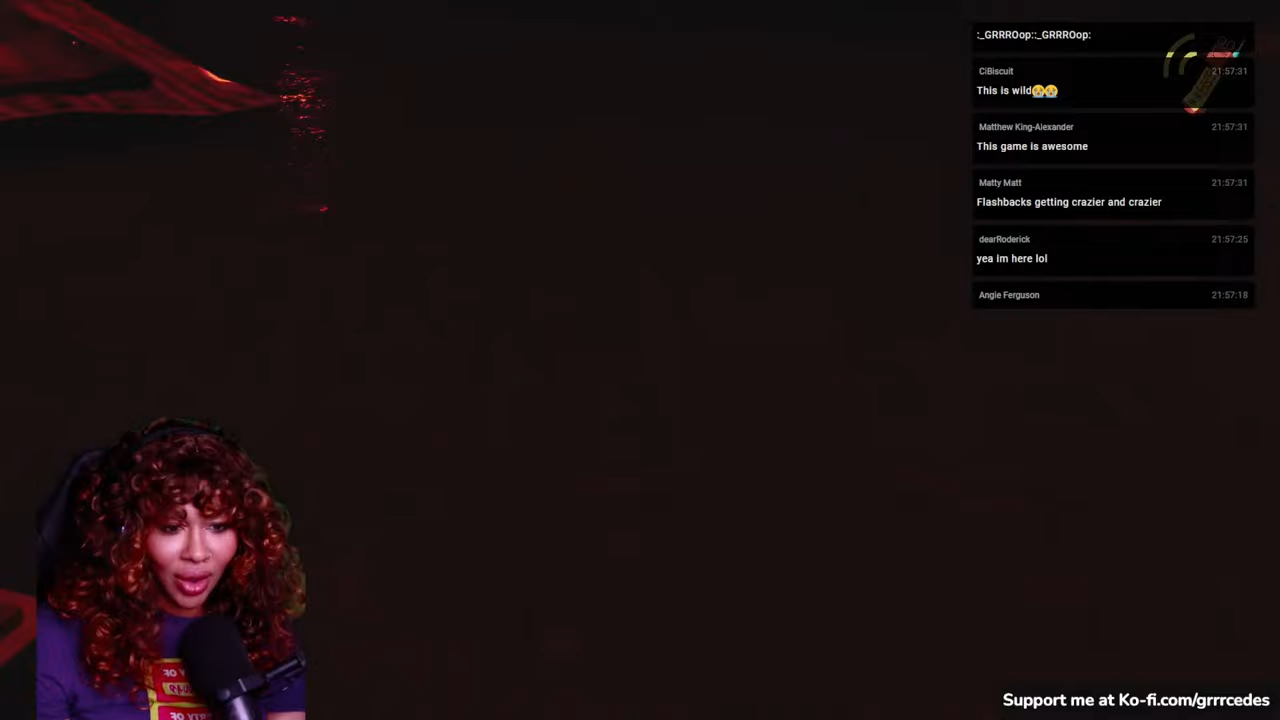 :_GRRROop::_GRRROop:
CiBiscuit 21:57:31
This is wild😭😭
Matthew King-Alexander 21:57:31
This game is awesome
Matty Matt 21:57:31
Flashbacks getting crazier and crazier
dearRoderick 21:57:25
yea im here lol
Angie Ferguson 21:57:18
Support me at Ko-fi.com/grrrcedes